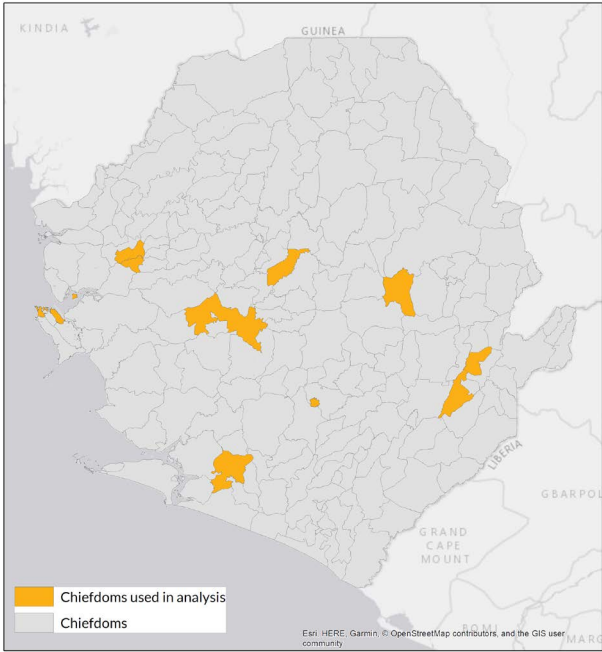 KINDIA
GUINEA
LIBERIA
GBARPOL
GRAND
CAPE
MOUNT
Chiefdoms used in analysis
Chiefdoms
BOMI
MARG
Esri, HERE, Garmin, © OpenStreetMap contributors, and the GIS user
community